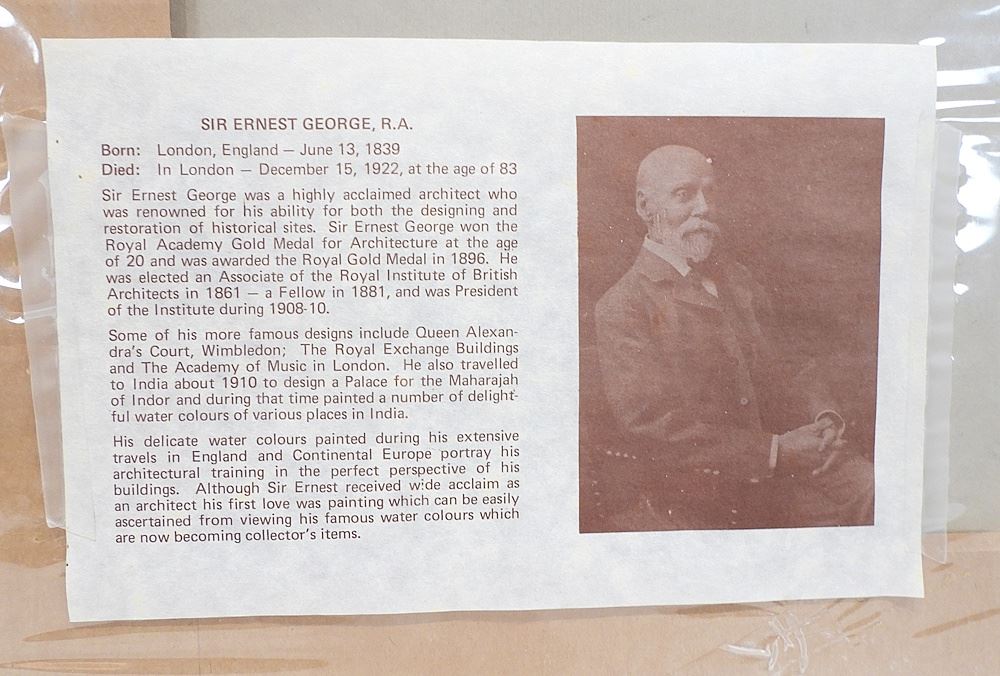 SIR ERNEST GEORGE, R.A.
Born: London, England — June 13, 1839
Died: In London — December 15, 1922, at the age of 83
Sir Ernest George was a highly acclaimed architect who
was renowned for his ability for both the designing and
restoration of historical sites. Sir Ernest George won the
Royal Academy Gold Medal for Architecture at the age
of 20 and was awarded the Royal Gold Medal in 1896. He
was elected an Associate of the Royal Institute of British
Architects in 1861 — a Fellow in 1881, and was President
of the Institute during 1908-10.
Some of his more famous designs include Queen Alexan-
dra's Court, Wimbledon; The Royal Exchange Buildings
and The Academy of Music in London. He also travelled
to India about 1910 to design a Palace for the Maharajah
of Indor and during that time painted a number of delight-
ful water colours of various places in India.
His delicate water colours painted during his extensive
travels in England and Continental Europe portray his
architectural training in the perfect perspective of his
buildings. Although Sir Ernest received wide acclaim as
an architect his first love was painting which can be easily
ascertained from viewing his famous water colours which
are now becoming collector's items.